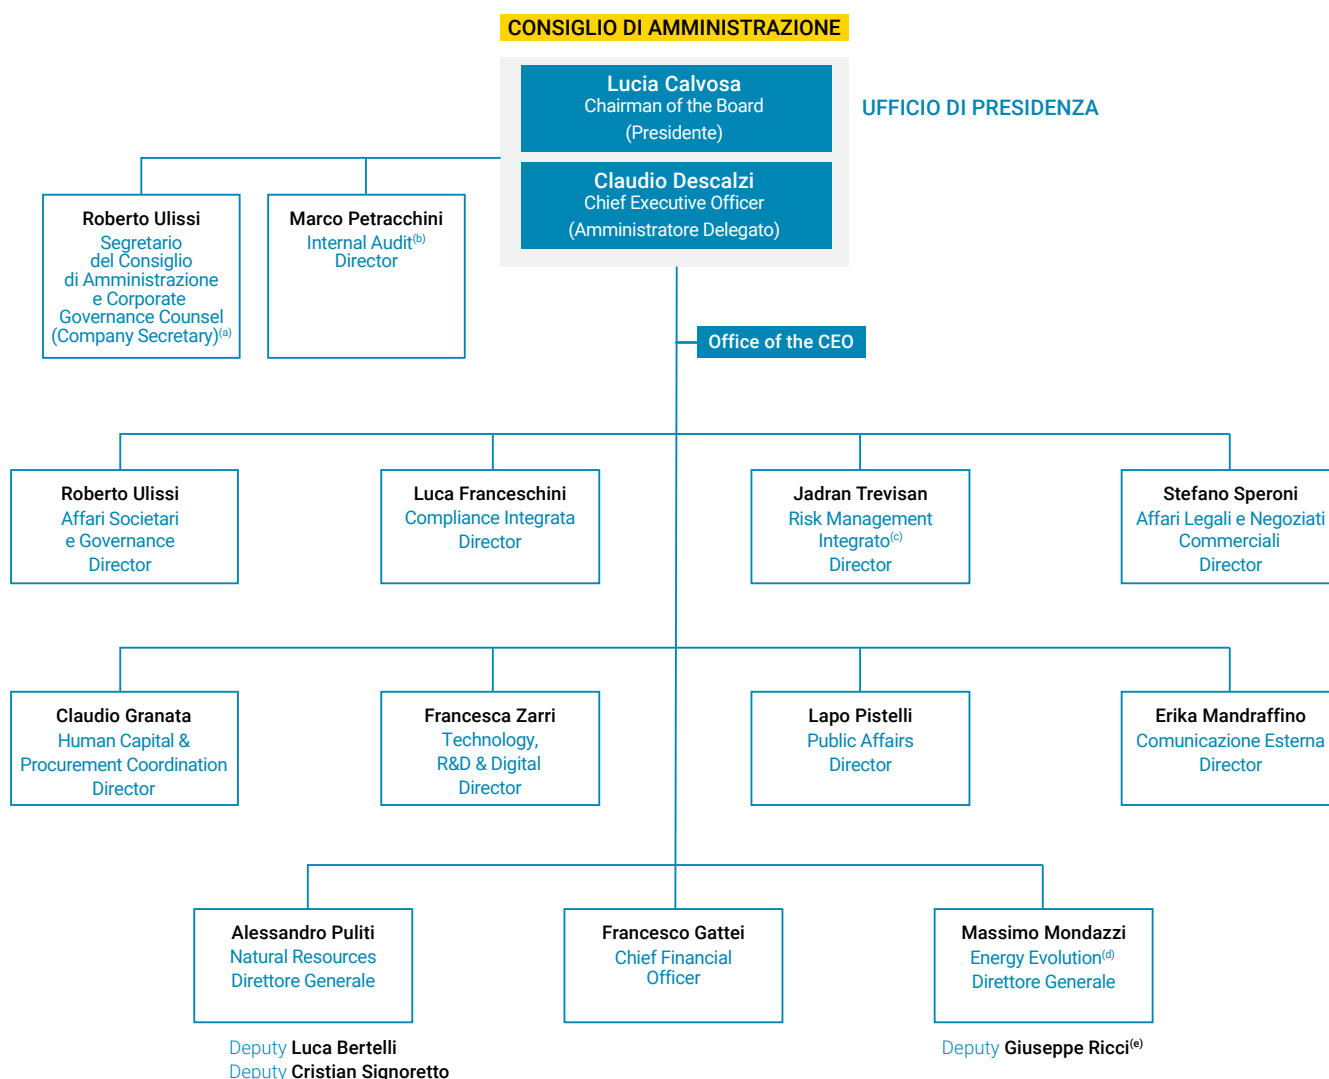 CONSIGLIO DI AMMINISTRAZIONE
Lucia Calvosa
Chairman of the Board
(Presidente)
UFFICIO DI PRESIDENZA
Claudio Descalzi
Chief Executive Officer
(Amministratore Delegato)
Roberto Ulissi
Segretario
del Consiglio
di Amministrazione
e Corporate
Governance Counsel
(Company Secretary)(a)
Marco Petracchini
Internal Audit(b)
Director
Office of the CEO
Roberto Ulissi
Affari Societari
e Governance
Director
Luca Franceschini
Compliance Integrata
Director
Jadran Trevisan
Risk Management
Integrato(c)
Director
Stefano Speroni
Affari Legali e Negoziati
Commerciali
Director
Claudio Granata
Human Capital &
Procurement Coordination
Director
Francesca Zarri
Technology,
R&D & Digital
Director
Lapo Pistelli
Public Affairs
Director
Erika Mandraffino
Comunicazione Esterna
Director
Alessandro Puliti
Natural Resources
Direttore Generale
Francesco Gattei
Chief Financial
Officer
Massimo Mondazzi
Energy Evolution(d)
Direttore Generale
Deputy Luca Bertelli
Deputy Cristian Signoretto
Deputy Giuseppe Ricci(e)